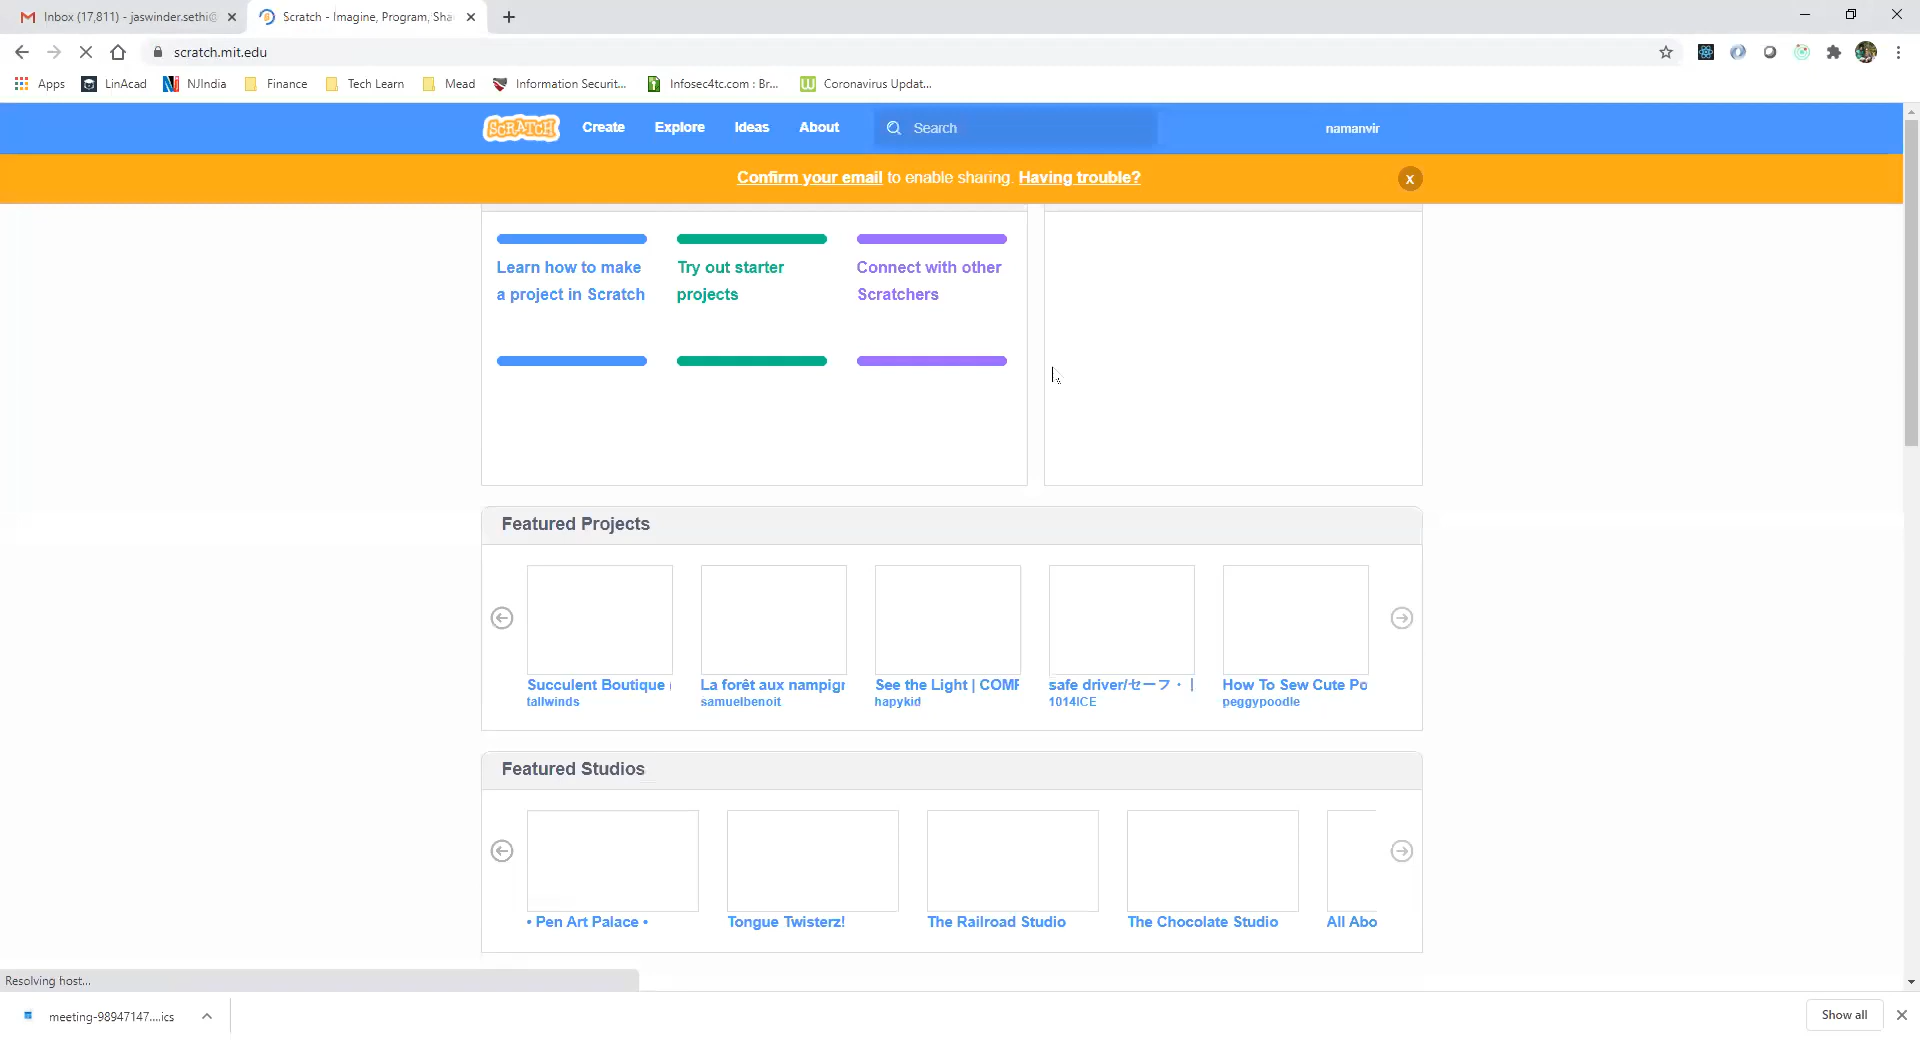 Inbox (17,811) - jaswinder.sethi@
Scratch - Imagine, Program, Sha
scratch.mit.edu
Apps
LinAcad
NJIndia
Finance
Tech Learn
Mead
Information Securit...
Infosec4tc.com : Br...
Coronavirus Updat...
SCRATCH
Create
Explore
Ideas
About
Search
namanvir
Confirm your email to enable sharing. Having trouble?
x
Learn how to make
a project in Scratch
Try out starter
projects
Connect with other
Scratchers
Featured Projects
Succulent Boutique
La forêt aux nampign
See the Light | COMP
safe driver/セーフ・ |
How To Sew Cute Po
tallwinds
samuelbenoit
hapykid
1014ICE
peggypoodle
Featured Studios
• Pen Art Palace •
Tongue Twisterz!
The Railroad Studio
The Chocolate Studio
All Abo
Resolving host...
meeting-98947147....ics
Show all